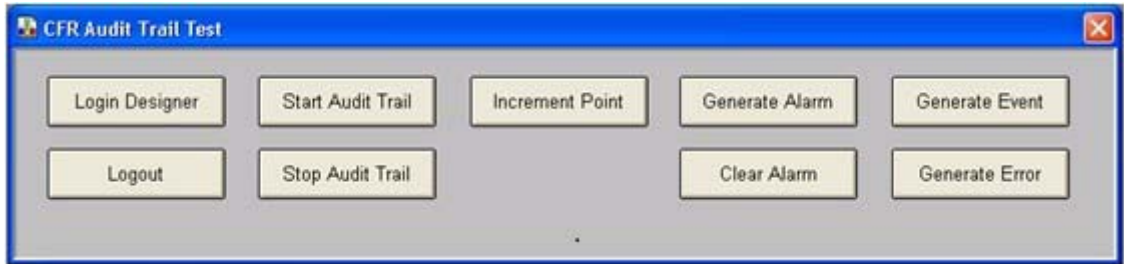 CFR Audit Trail Test
Login Designer Start Audit Trail Increment Point Generate Alarm Generate Event
Logout Stop Audit Trail Clear Alarm Generate Error